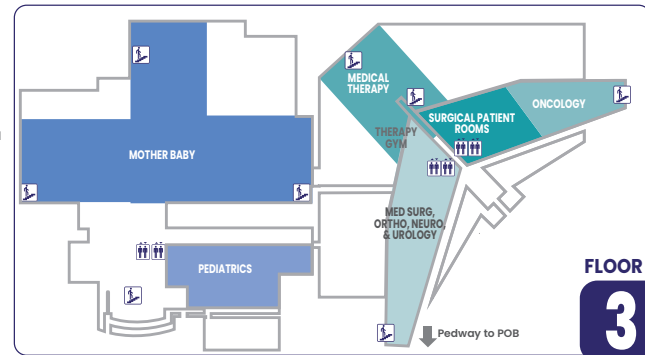 MEDICAL
THERAPY
ONCOLOGY
SURGICAL PATIENT
ROOMS
THERAPY
GYM
MOTHER BABY
MED SURG,
ORTHO, NEURO,
& UROLOGY
PEDIATRICS
FLOOR
3
Pedway to POB